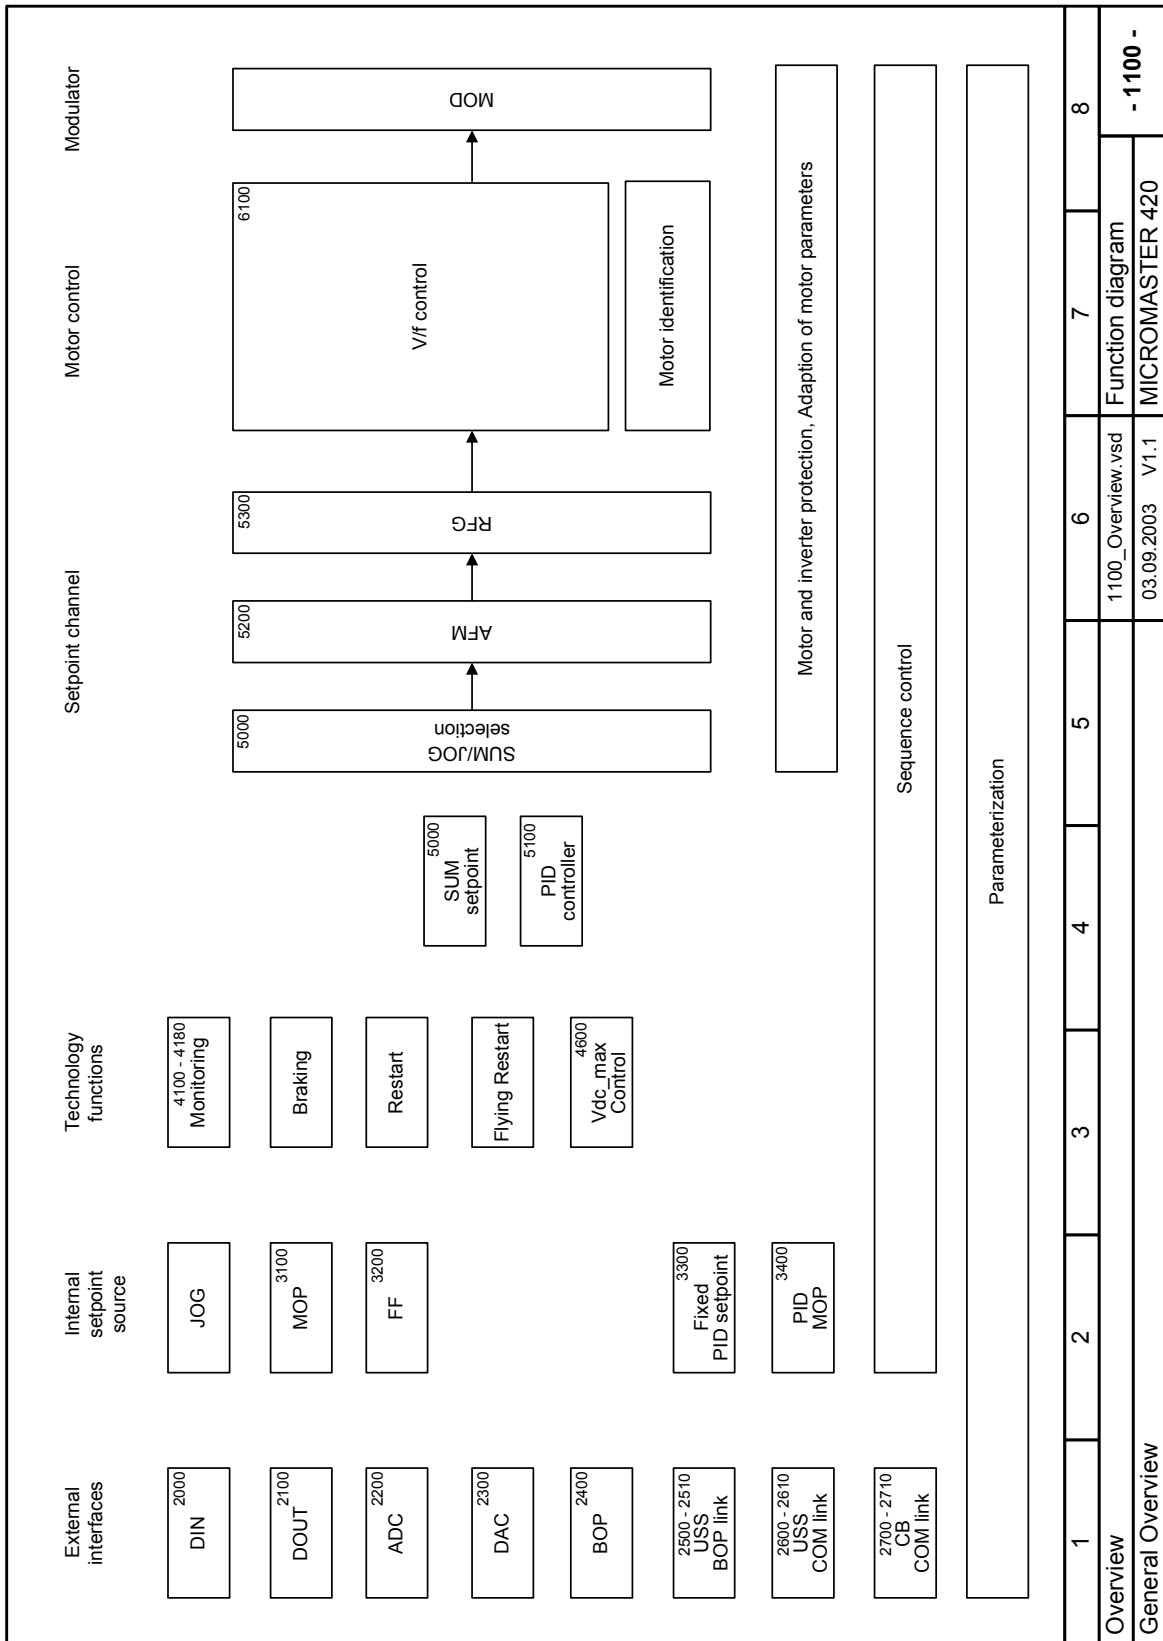 External
interfaces
Internal
setpoint
source
Technology
functions
Setpoint channel
Motor control
Modulator
2000
DIN
2100
DOUT
2200
ADC
2300
DAC
2400
BOP
2500 - 2510
USS
BOP link
2600 - 2610
USS
COM link
2700 - 2710
CB
COM link
JOG
3100
MOP
3200
FF
3300
Fixed
PID setpoint
3400
PID
MOP
4100 - 4180
Monitoring
Braking
Restart
Flying Restart
4600
Vdc_max
Control
5000
SUM
setpoint
5100
PID
controller
5000
SUM/JOG
selection
5200
AFM
5300
RFG
6100
V/f control
Motor identification
MOD
Motor and inverter protection, Adaption of motor parameters
Sequence control
Parameterization
1
2
3
4
5
6
7
8
Overview
1100_Overview.vsd
Function diagram
- 1100 -
General Overview
03.09.2003
V1.1
MICROMASTER 420